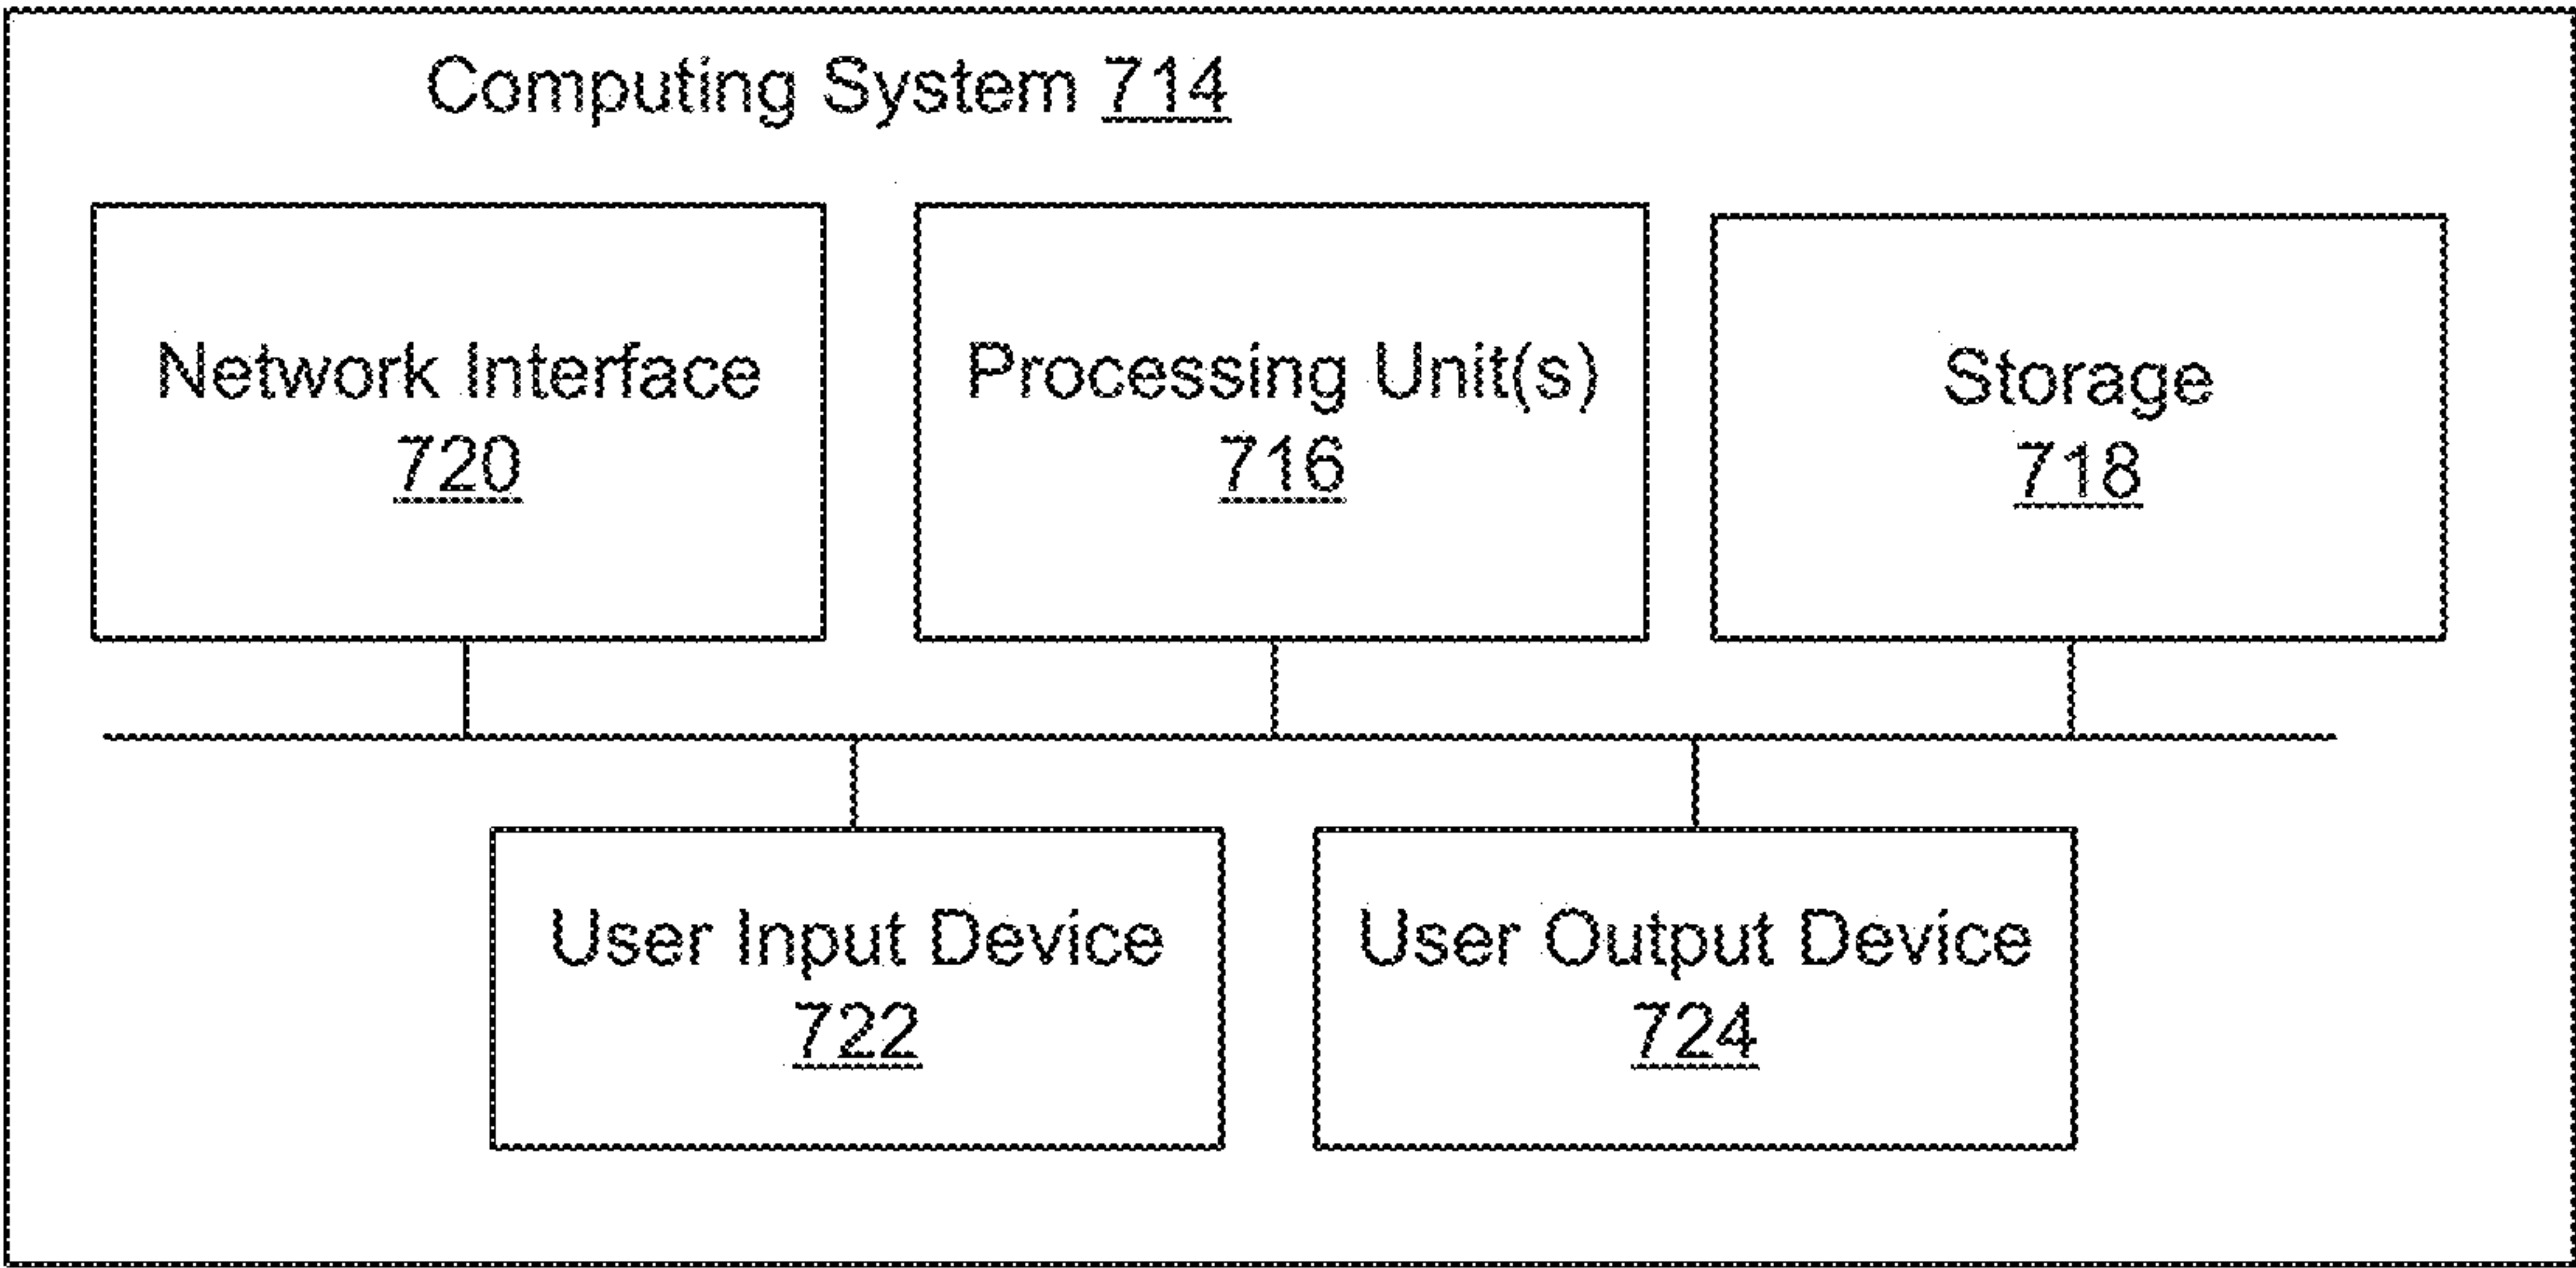 Computing System 714
Network Interface
720
Processing Unit(s)
716
Storage
718
User Input Device
722
User Output Device
724